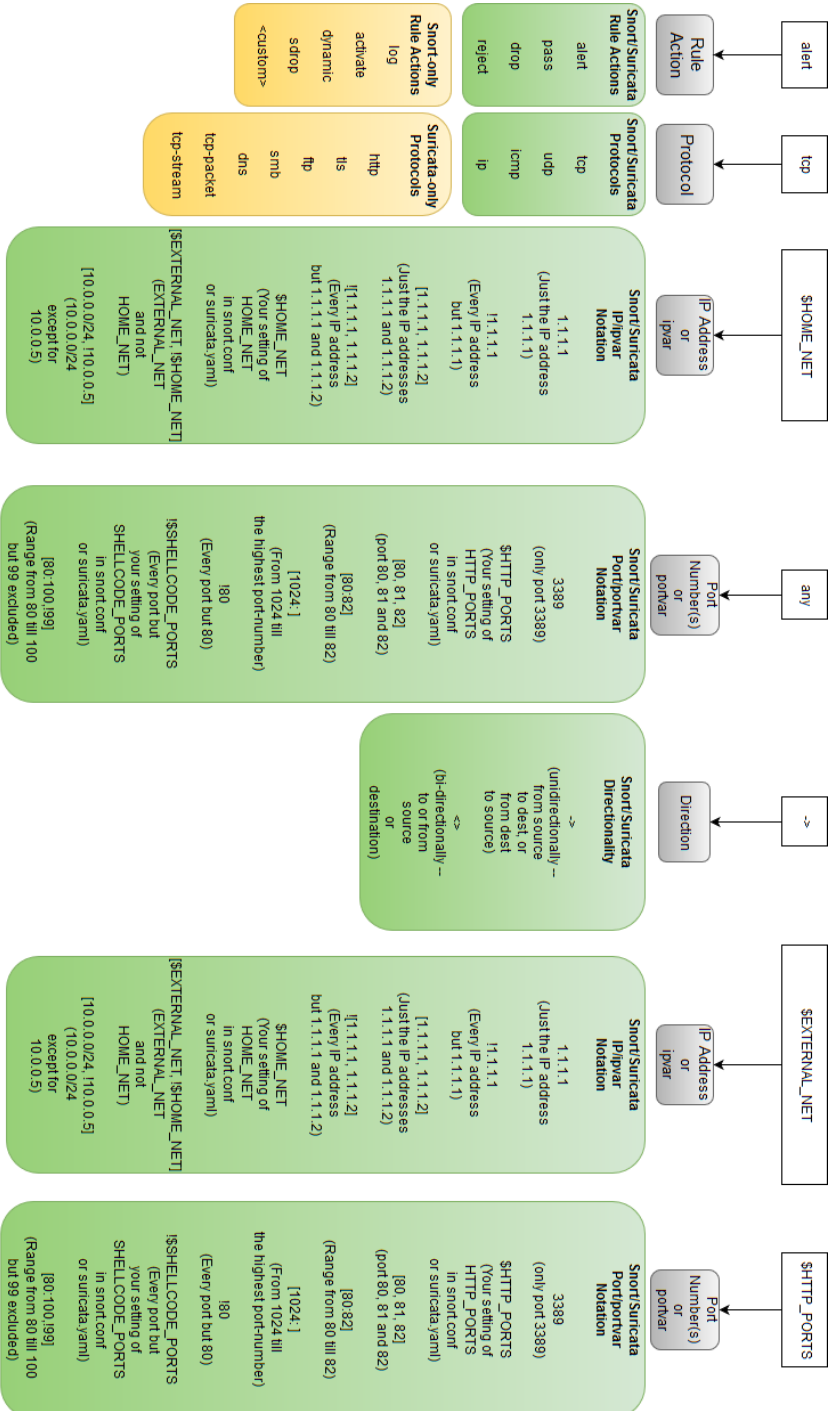 alert
tcp
$HOME_NET
any
->
$EXTERNAL_NET
$HTTP_PORTS
Rule
Action
Protocol
IP Address
or
ipvar
Port
Number(s)
or
portvar
Direction
IP Address
or
ipvar
Port
Number(s)
or
portvar
Snort/Suricata
Rule Actions
alert
pass
drop
reject
Snort-only
Rule Actions
log
activate
dynamic
sdrop
<custom>
Snort/Suricata
Protocols
tcp
udp
icmp
ip
Suricata-only
Protocols
http
tls
ftp
smb
dns
tcp-packet
tcp-stream
Snort/Suricata
IP/ipvar
Notation
1.1.1.1
(Just the IP address
1.1.1.1)
!1.1.1.1
(Every IP address
but 1.1.1.1)
[1.1.1.1, 1.1.1.2]
(Just the IP addresses
1.1.1.1 and 1.1.1.2)
![1.1.1.1, 1.1.1.2]
(Every IP address
but 1.1.1.1 and 1.1.1.2)
$HOME_NET
(Your setting of
HOME_NET
in snort.conf
or suricata.yaml)
[$EXTERNAL_NET, !$HOME_NET]
(EXTERNAL_NET
and not
HOME_NET)
[10.0.0.0/24, !10.0.0.5]
(10.0.0.0/24
except for
10.0.0.5)
Snort/Suricata
Port/portvar
Notation
3389
(only port 3389)
$HTTP_PORTS
(Your setting of
HTTP_PORTS
in snort.conf
or suricata.yaml)
[80, 81, 82]
(port 80, 81 and 82)
[80:82]
(Range from 80 till 82)
[1024: ]
(From 1024 till
the highest port-number)
!80
(Every port but 80)
!$SHELLCODE_PORTS
(Every port but
your setting of
SHELLCODE_PORTS
in snort.conf
or suricata.yaml)
[80:100,!99]
(Range from 80 till 100
but 99 excluded)
Snort/Suricata
Directionality
->
(unidirectionally --
from source
to dest, or
from dest
to source)
<>
(bi-directionally --
to or from
source
or
destination)
Snort/Suricata
IP/ipvar
Notation
1.1.1.1
(Just the IP address
1.1.1.1)
!1.1.1.1
(Every IP address
but 1.1.1.1)
[1.1.1.1, 1.1.1.2]
(Just the IP addresses
1.1.1.1 and 1.1.1.2)
![1.1.1.1, 1.1.1.2]
(Every IP address
but 1.1.1.1 and 1.1.1.2)
$HOME_NET
(Your setting of
HOME_NET
in snort.conf
or suricata.yaml)
[$EXTERNAL_NET, !$HOME_NET]
(EXTERNAL_NET
and not
HOME_NET)
[10.0.0.0/24, !10.0.0.5]
(10.0.0.0/24
except for
10.0.0.5)
Snort/Suricata
Port/portvar
Notation
3389
(only port 3389)
$HTTP_PORTS
(Your setting of
HTTP_PORTS
in snort.conf
or suricata.yaml)
[80, 81, 82]
(port 80, 81 and 82)
[80:82]
(Range from 80 till 82)
[1024: ]
(From 1024 till
the highest port-number)
!80
(Every port but 80)
!$SHELLCODE_PORTS
(Every port but
your setting of
SHELLCODE_PORTS
in snort.conf
or suricata.yaml)
[80:100,!99]
(Range from 80 till 100
but 99 excluded)